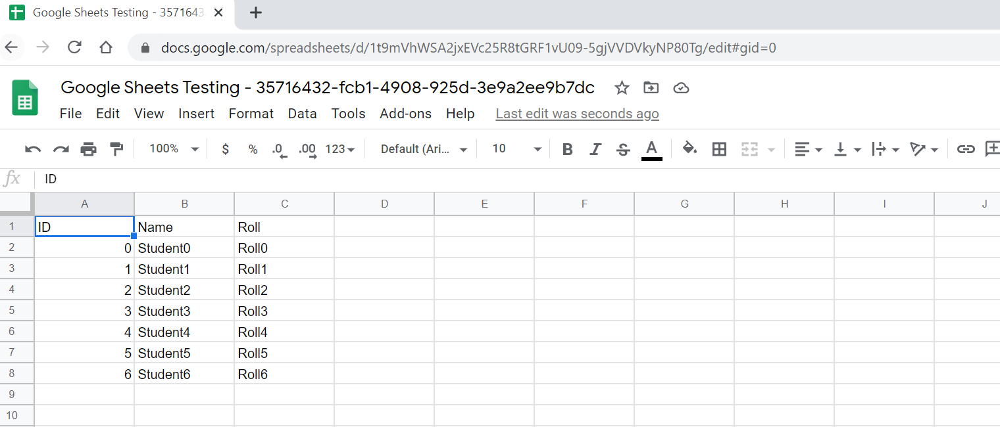 Google Sheets Testing - 3571643
docs.google.com/spreadsheets/d/1t9mVhWSA2jxEVc25R8tGRF1vU09-5gjVVDVkyNP80Tg/edit#gid=0
Google Sheets Testing - 35716432-fcb1-4908-925d-3e9a2ee9b7dc
File Edit View Insert Format Data Tools Add-ons Help Last edit was seconds ago
100% $ % .0 .00 123 Default (Ari... 10 B I S A
fx ID
A B C D E F G H I J
1 ID Name Roll
2 0 Student0 Roll0
3 1 Student1 Roll1
4 2 Student2 Roll2
5 3 Student3 Roll3
6 4 Student4 Roll4
7 5 Student5 Roll5
8 6 Student6 Roll6
9
10